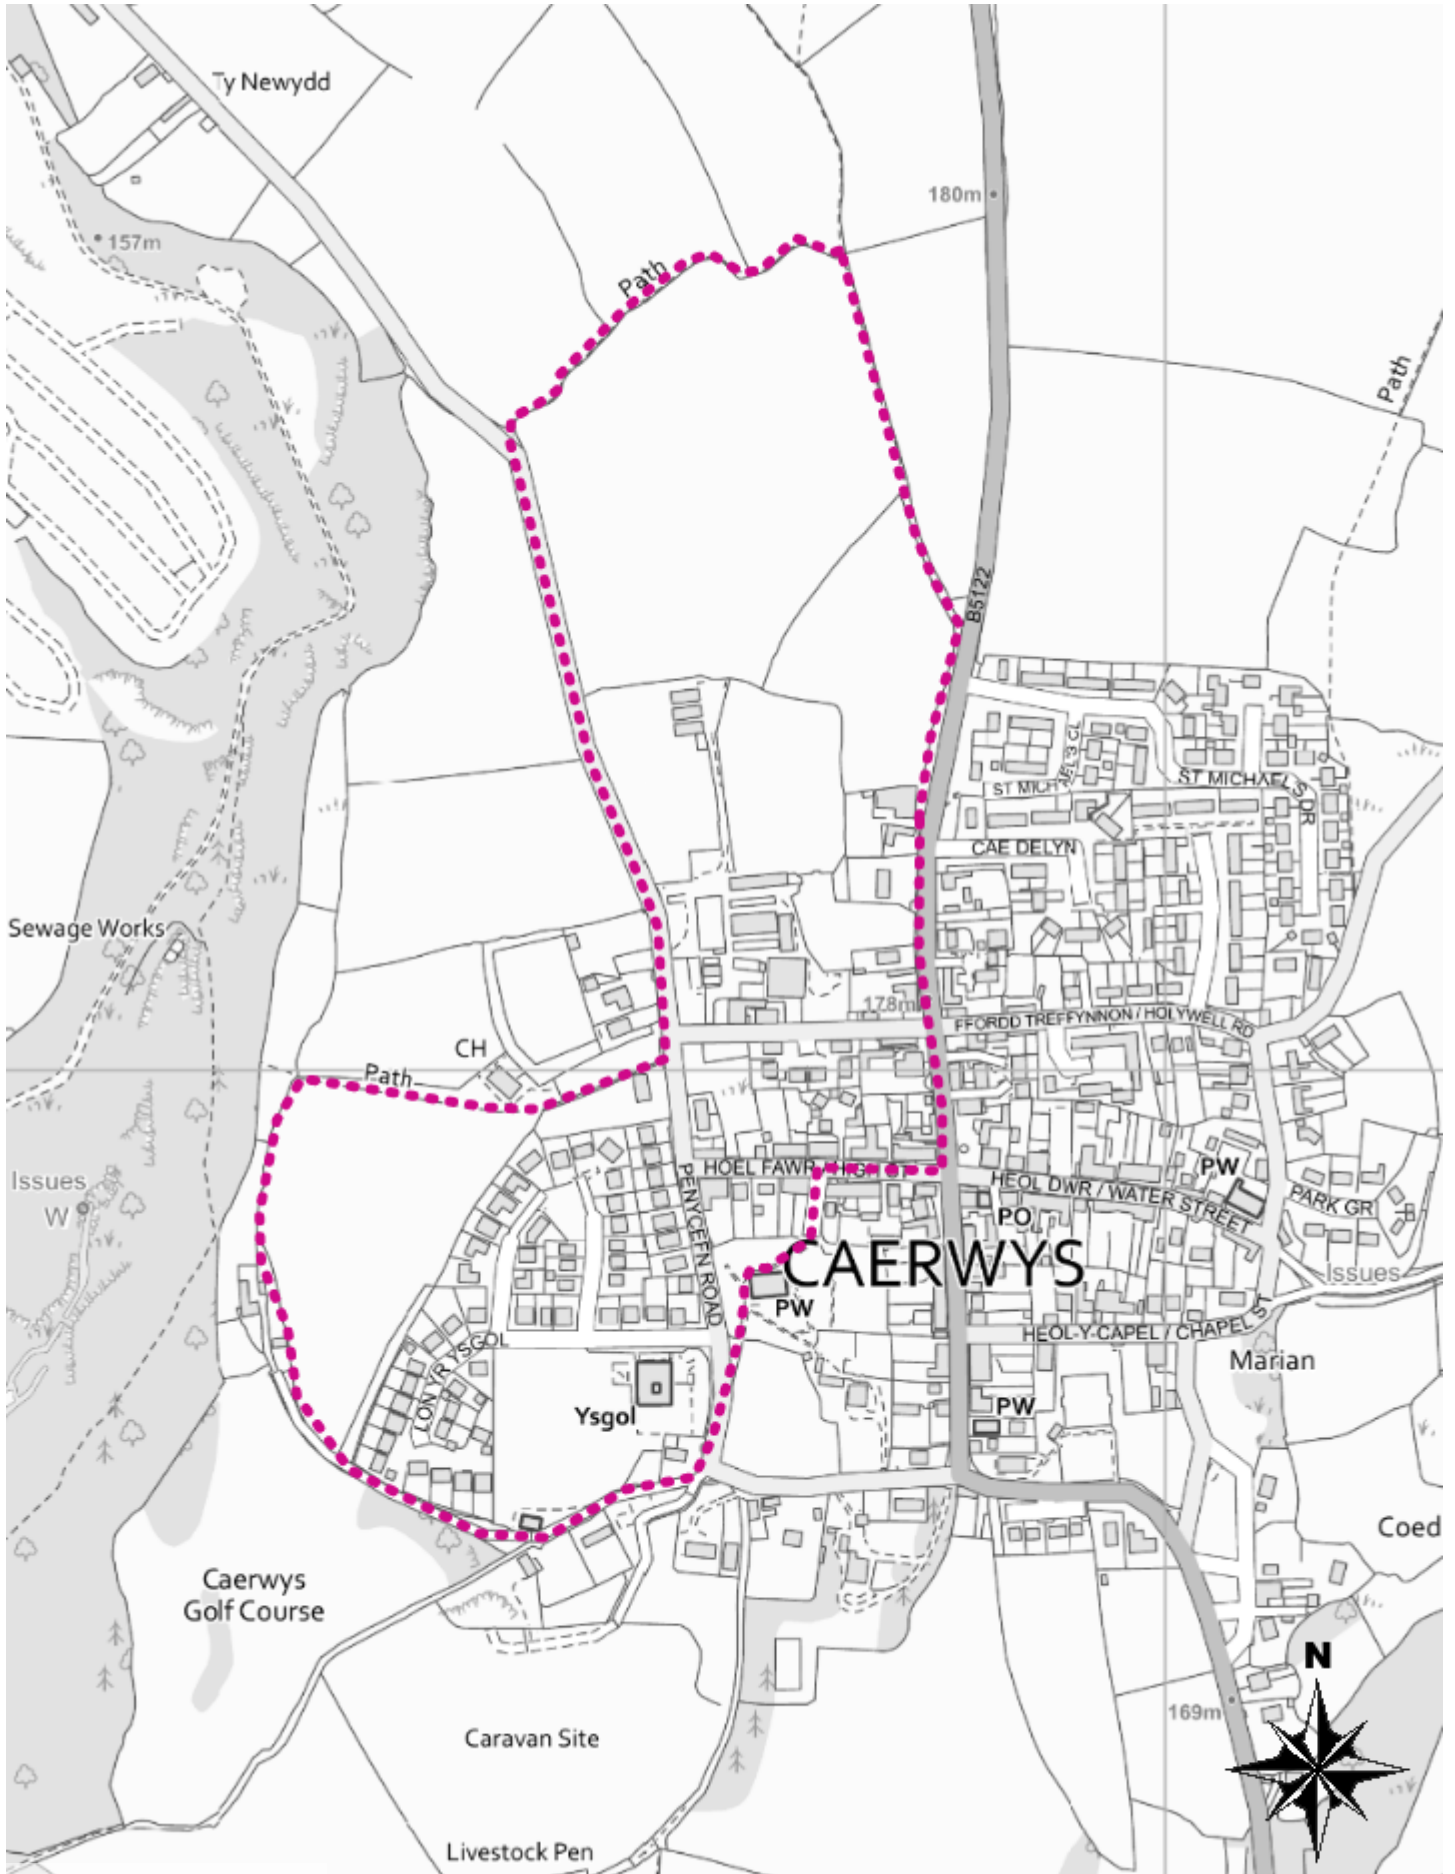 Ty Newydd
180m
157m
Path
Path
B5122
ST MICHAEL'S CL
ST MICHAELS DR
CAE DELYN
Sewage Works
178m
FFORDD TREFFYNNON / HOLYWELL RD
CH
Path
HOEL FAWR / HIGH ST
PENYCEFN ROAD
HEOL DWR / WATER STREET
PW
PARK GR
Issues
W
PO
CAERWYS
Issues
PW
HEOL-Y-CAPEL / CHAPEL ST
Marian
LON YR YSGOL
Ysgol
PW
Coed
Caerwys
Golf Course
N
169m
Caravan Site
Livestock Pen